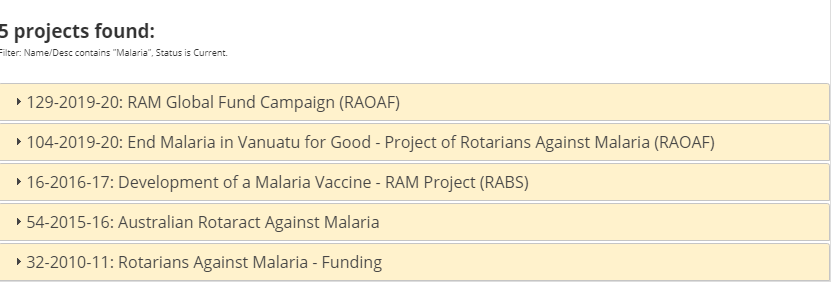 5 projects found:
Filter: Name/Desc contains "Malaria", Status is Current.
129-2019-20: RAM Global Fund Campaign (RAOAF)
104-2019-20: End Malaria in Vanuatu for Good - Project of Rotarians Against Malaria (RAOAF)
16-2016-17: Development of a Malaria Vaccine - RAM Project (RABS)
54-2015-16: Australian Rotaract Against Malaria
32-2010-11: Rotarians Against Malaria - Funding